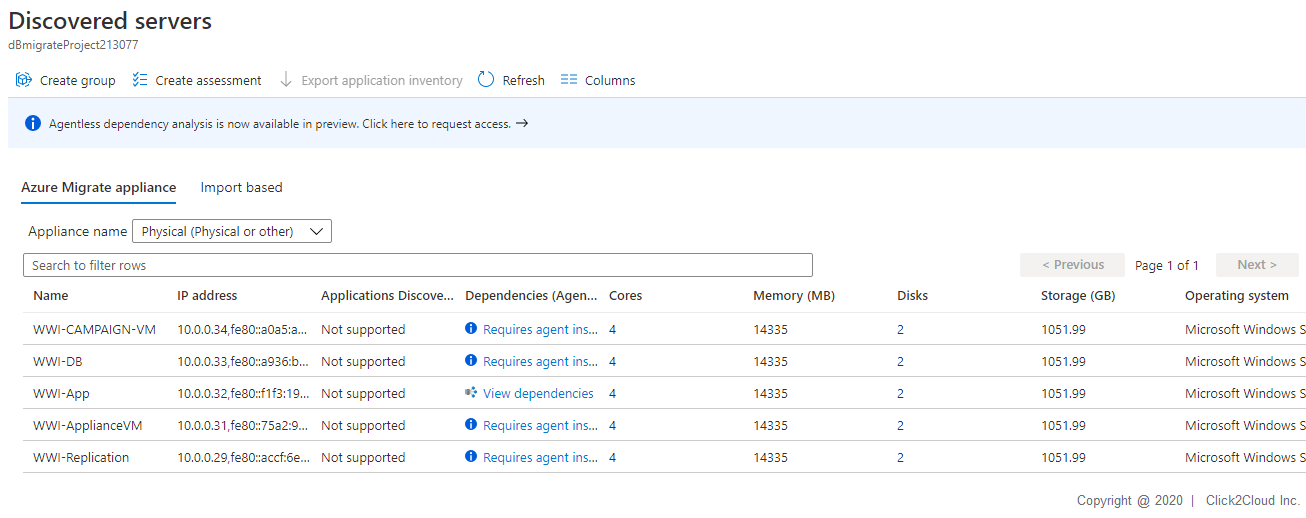 Discovered servers
dBmigrateProject213077
Create group Create assessment Export application inventory Refresh Columns
Agentless dependency analysis is now available in preview. Click here to request access. →
Azure Migrate appliance Import based
Appliance name Physical (Physical or other)
Search to filter rows < Previous Page 1 of 1 Next >
Name IP address Applications Discove... Dependencies (Agen... Cores Memory (MB) Disks Storage (GB) Operating system
WWI-CAMPAIGN-VM 10.0.0.34,fe80::a0a5:a... Not supported Requires agent ins... 4 14335 2 1051.99 Microsoft Windows S
WWI-DB 10.0.0.33,fe80::a936:b... Not supported Requires agent ins... 4 14335 2 1051.99 Microsoft Windows S
WWI-App 10.0.0.32,fe80::f1f3:19... Not supported View dependencies 4 14335 2 1051.99 Microsoft Windows S
WWI-ApplianceVM 10.0.0.31,fe80::75a2:9... Not supported Requires agent ins... 4 14335 2 1051.99 Microsoft Windows S
WWI-Replication 10.0.0.29,fe80::accf:6e... Not supported Requires agent ins... 4 14335 2 1051.99 Microsoft Windows S
Copyright @ 2020 | Click2Cloud Inc.